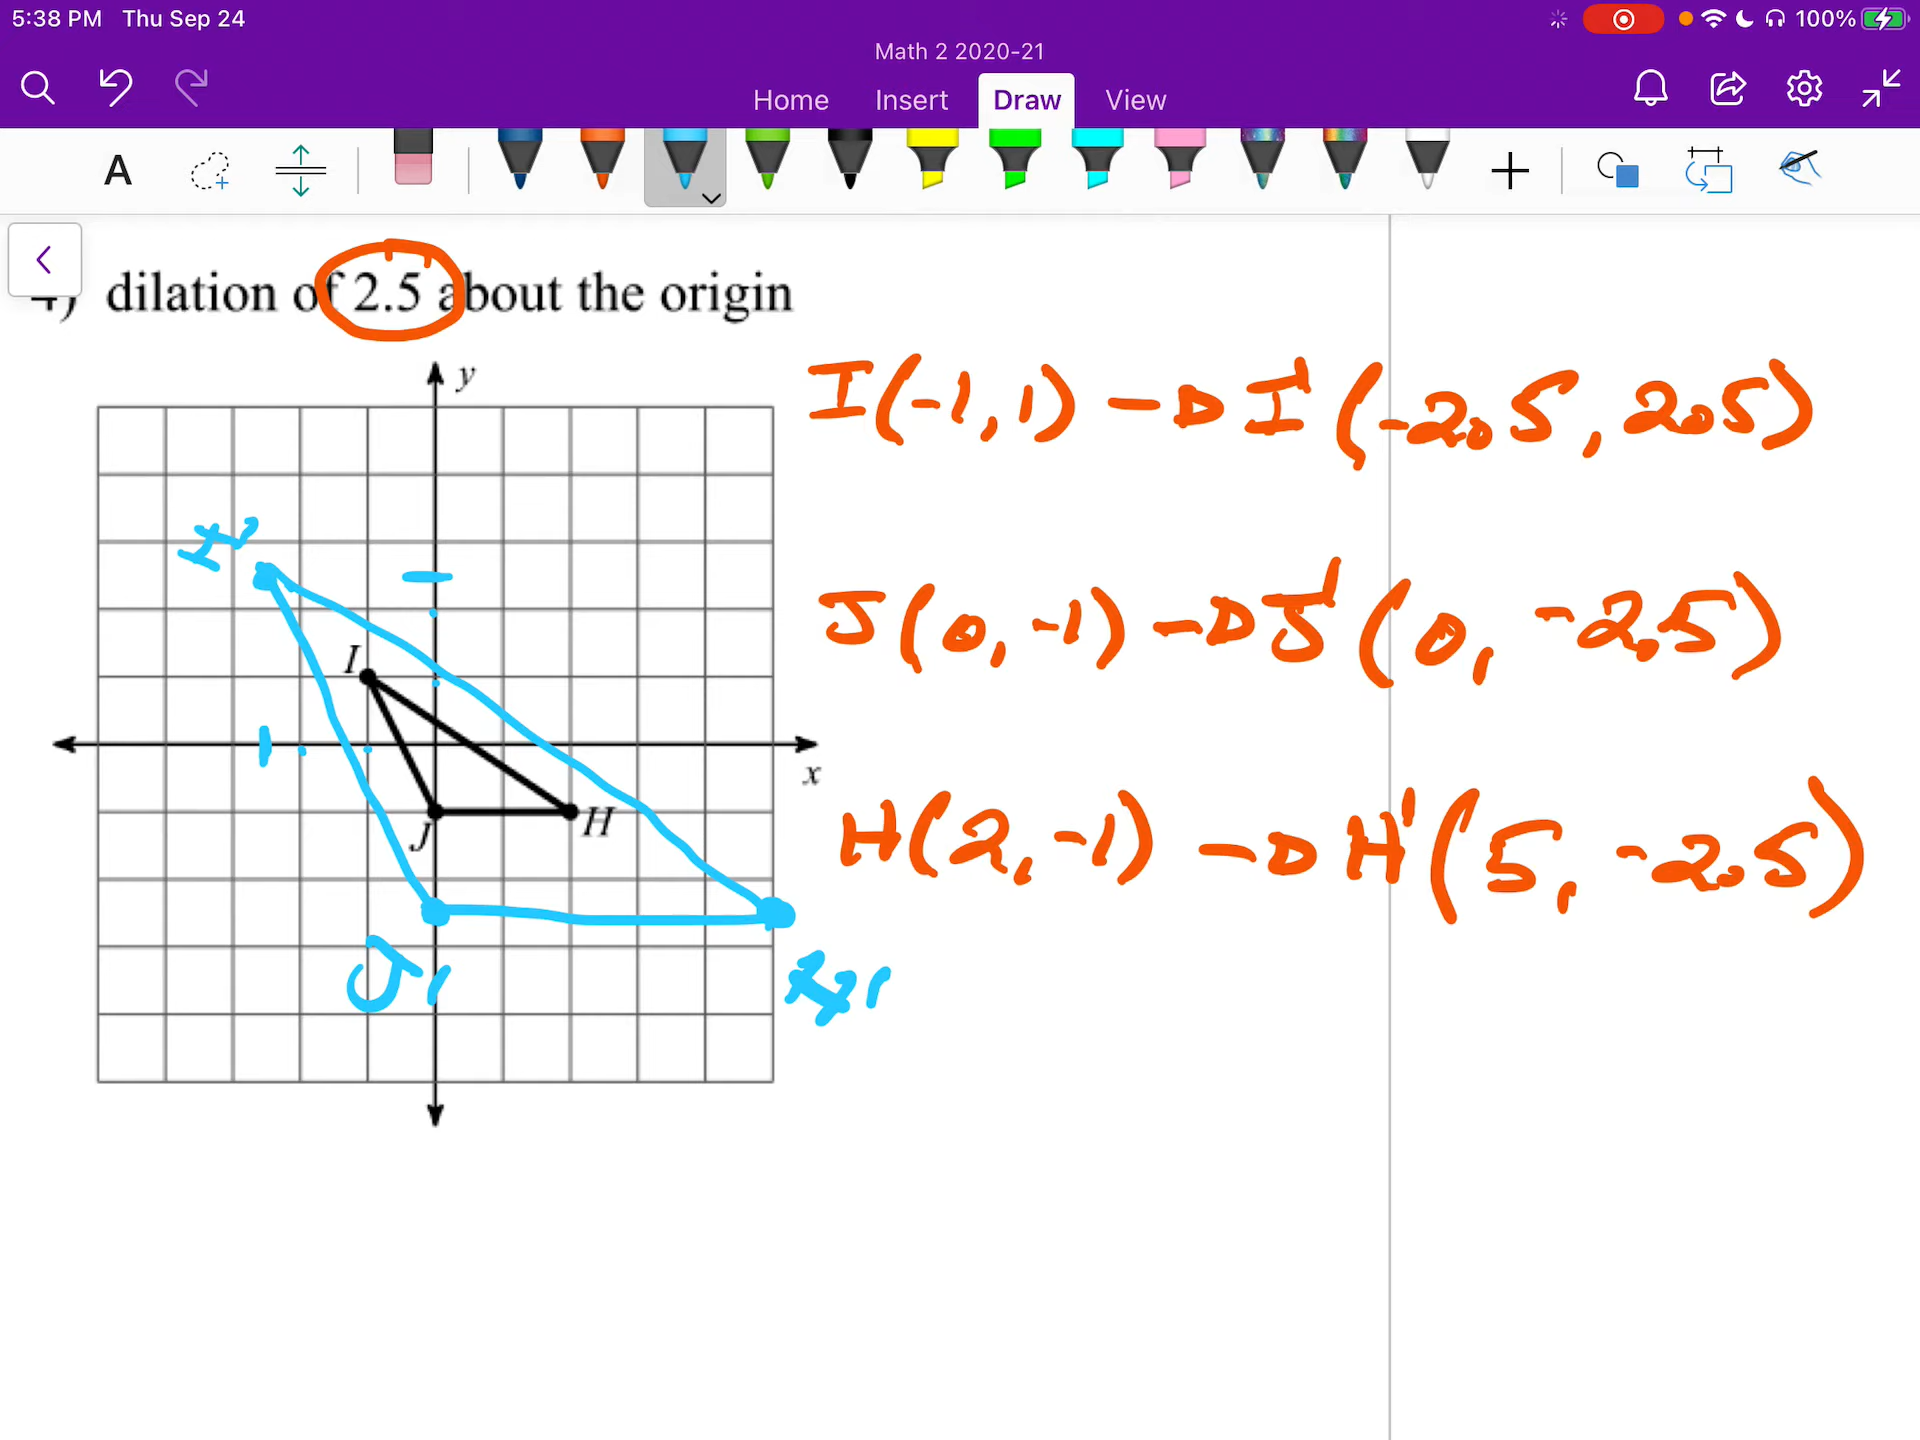 5:38 PM Thu Sep 24
100%
Math 2 2020-21
Home Insert Draw View
A
4) dilation of 2.5 about the origin
y
I(-1,1) → I'(-2.5, 2.5)
I'
I
J(0,-1) → J'(0, -2.5)
x
J
H
H(2,-1) → H'(5, -2.5)
J'
H'